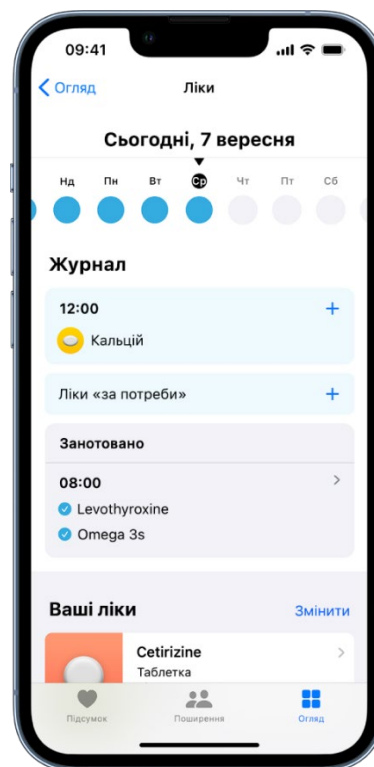 09:41
Огляд
Ліки
Сьогодні, 7 вересня
Нд Пн Вт Ср Чт Пт Сб
Журнал
12:00
Кальцій
Ліки «за потреби»
Занотовано
08:00
Levothyroxine
Omega 3s
Ваші ліки
Змінити
Cetirizine
Таблетка
Підсумок
Поширення
Огляд